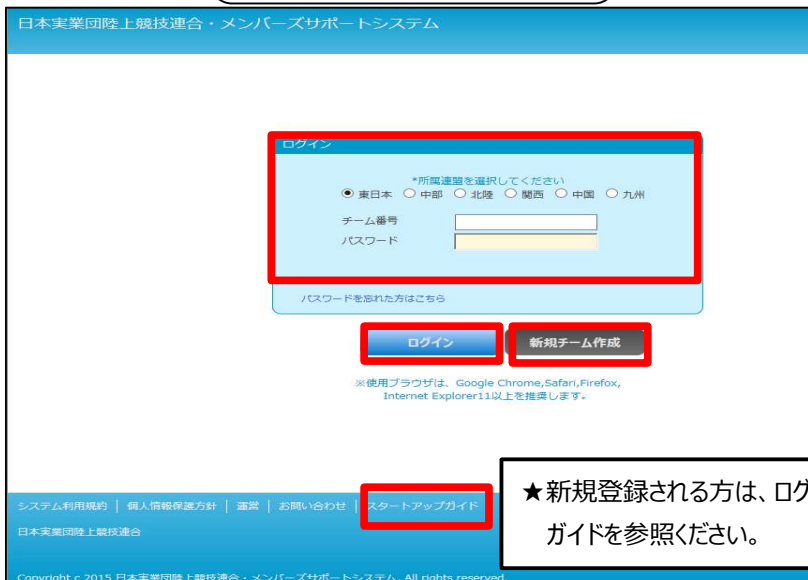 日本実業団陸上競技連合・メンバーズサポートシステム
ログイン
*所属連盟を選択してください
東日本 中部 北陸 関西 中国 九州
チーム番号
パスワード
パスワードを忘れた方はこちら
ログイン 新規チーム作成
※使用ブラウザは、Google Chrome,Safari,Firefox,
Internet Explorer11以上を推奨します。
★新規登録される方は、ログ
ガイドを参照ください。
システム利用規約 | 個人情報保護方針 | 運営 | お問い合わせ | スタートアップガイド
日本実業団陸上競技連合
Copyright c 2015 日本実業団陸上競技連合・メンバーズサポートシステム. All rights reserved.